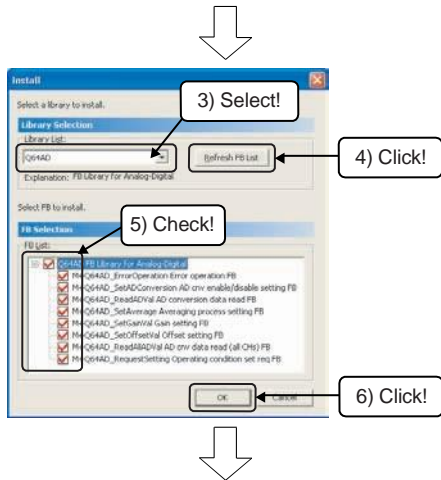 Install
Select a library to install.
3) Select!
Library Selection
Library List:
Q64AD
Refresh FB List
4) Click!
Explanation: FB Library for Analog-Digital
Select FB to install.
5) Check!
FB Selection
FB List:
Q64AD FB Library for Analog-Digital
M+Q64AD_ErrorOperation Error operation FB
M+Q64AD_SetADConversion AD cnv enable/disable setting FB
M+Q64AD_ReadADVal AD conversion data read FB
M+Q64AD_SetAverage Averaging process setting FB
M+Q64AD_SetGainVal Gain setting FB
M+Q64AD_SetOffsetVal Offset setting FB
M+Q64AD_ReadAllADVal AD cnv data read (all CHs) FB
M+Q64AD_RequestSetting Operating condition set req FB
OK
Cancel
6) Click!